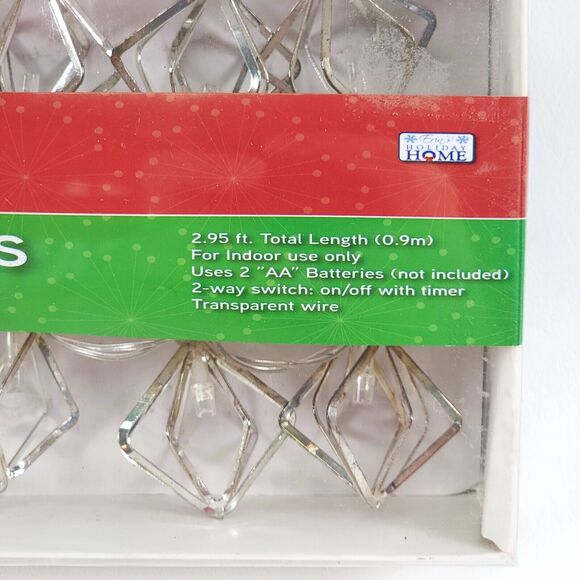 Erin's
HOLIDAY
HOME
S
2.95 ft. Total Length (0.9m)
For Indoor use only
Uses 2 "AA" Batteries (not included)
2-way switch: on/off with timer
Transparent wire